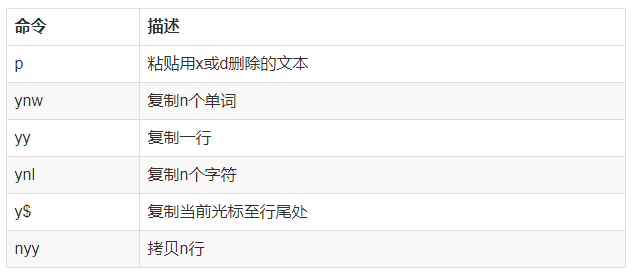 命令 描述
p 粘贴用x或d删除的文本
ynw 复制n个单词
yy 复制一行
ynl 复制n个字符
y$ 复制当前光标至行尾处
nyy 拷贝n行